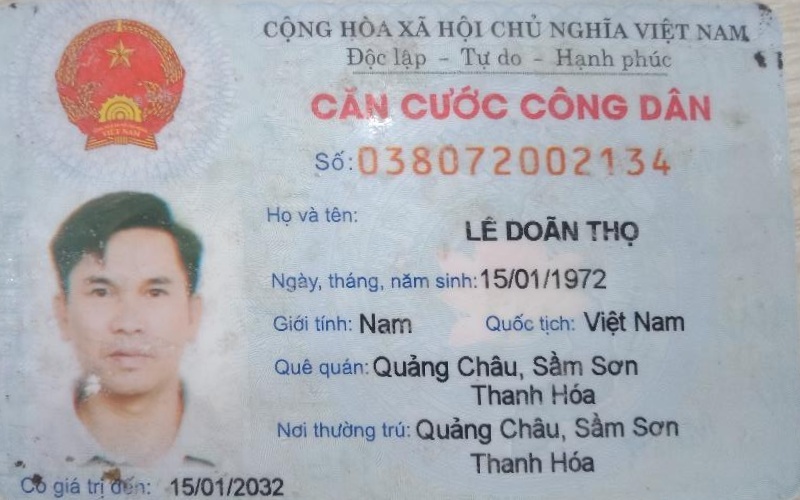 CỘNG HÒA XÃ HỘI CHỦ NGHĨA VIỆT NAM
Độc lập - Tự do - Hạnh phúc
CĂN CƯỚC CÔNG DÂN
Số: 038072002134
Họ và tên: LÊ DOÃN THỌ
Ngày, tháng, năm sinh: 15/01/1972
Giới tính: Nam Quốc tịch: Việt Nam
Quê quán: Quảng Châu, Sầm Sơn
Thanh Hóa
Nơi thường trú: Quảng Châu, Sầm Sơn
Thanh Hóa
Có giá trị đến: 15/01/2032